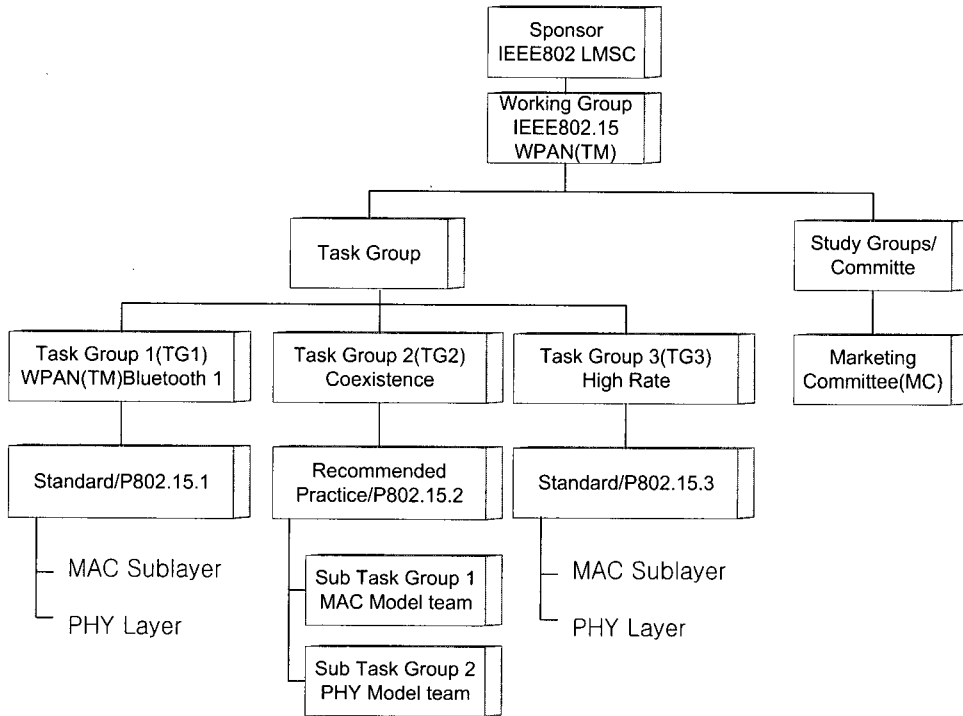 Sponsor
IEEE802 LMSC
Working Group
IEEE802.15
WPAN(TM)
Task Group
Study Groups/
Committe
Task Group 1(TG1)
WPAN(TM)Bluetooth 1
Task Group 2(TG2)
Coexistence
Task Group 3(TG3)
High Rate
Marketing
Committee(MC)
Standard/P802.15.1
Recommended
Practice/P802.15.2
Standard/P802.15.3
MAC Sublayer
PHY Layer
Sub Task Group 1
MAC Model team
Sub Task Group 2
PHY Model team
MAC Sublayer
PHY Layer